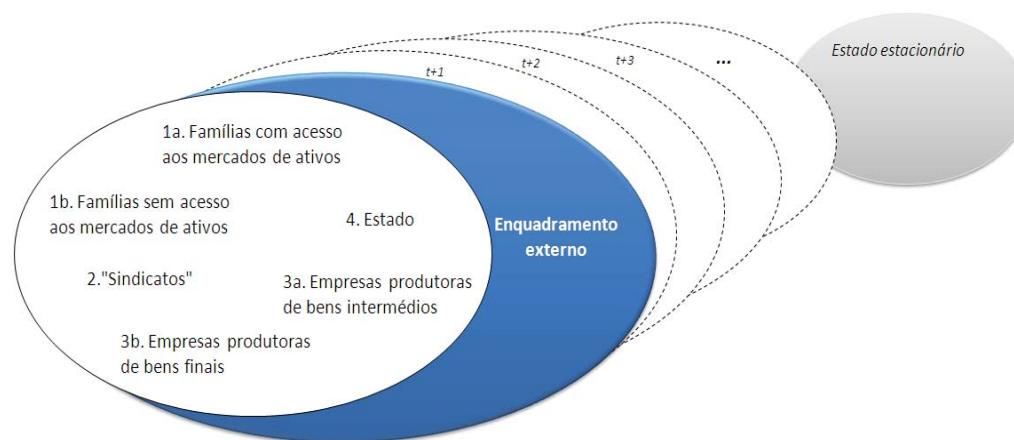 Estado estacionário
t+1
t+2
t+3
...
1a. Famílias com acesso
aos mercados de ativos
1b. Famílias sem acesso
aos mercados de ativos
4. Estado
Enquadramento
externo
2."Sindicatos"
3a. Empresas produtoras
de bens intermédios
3b. Empresas produtoras
de bens finais